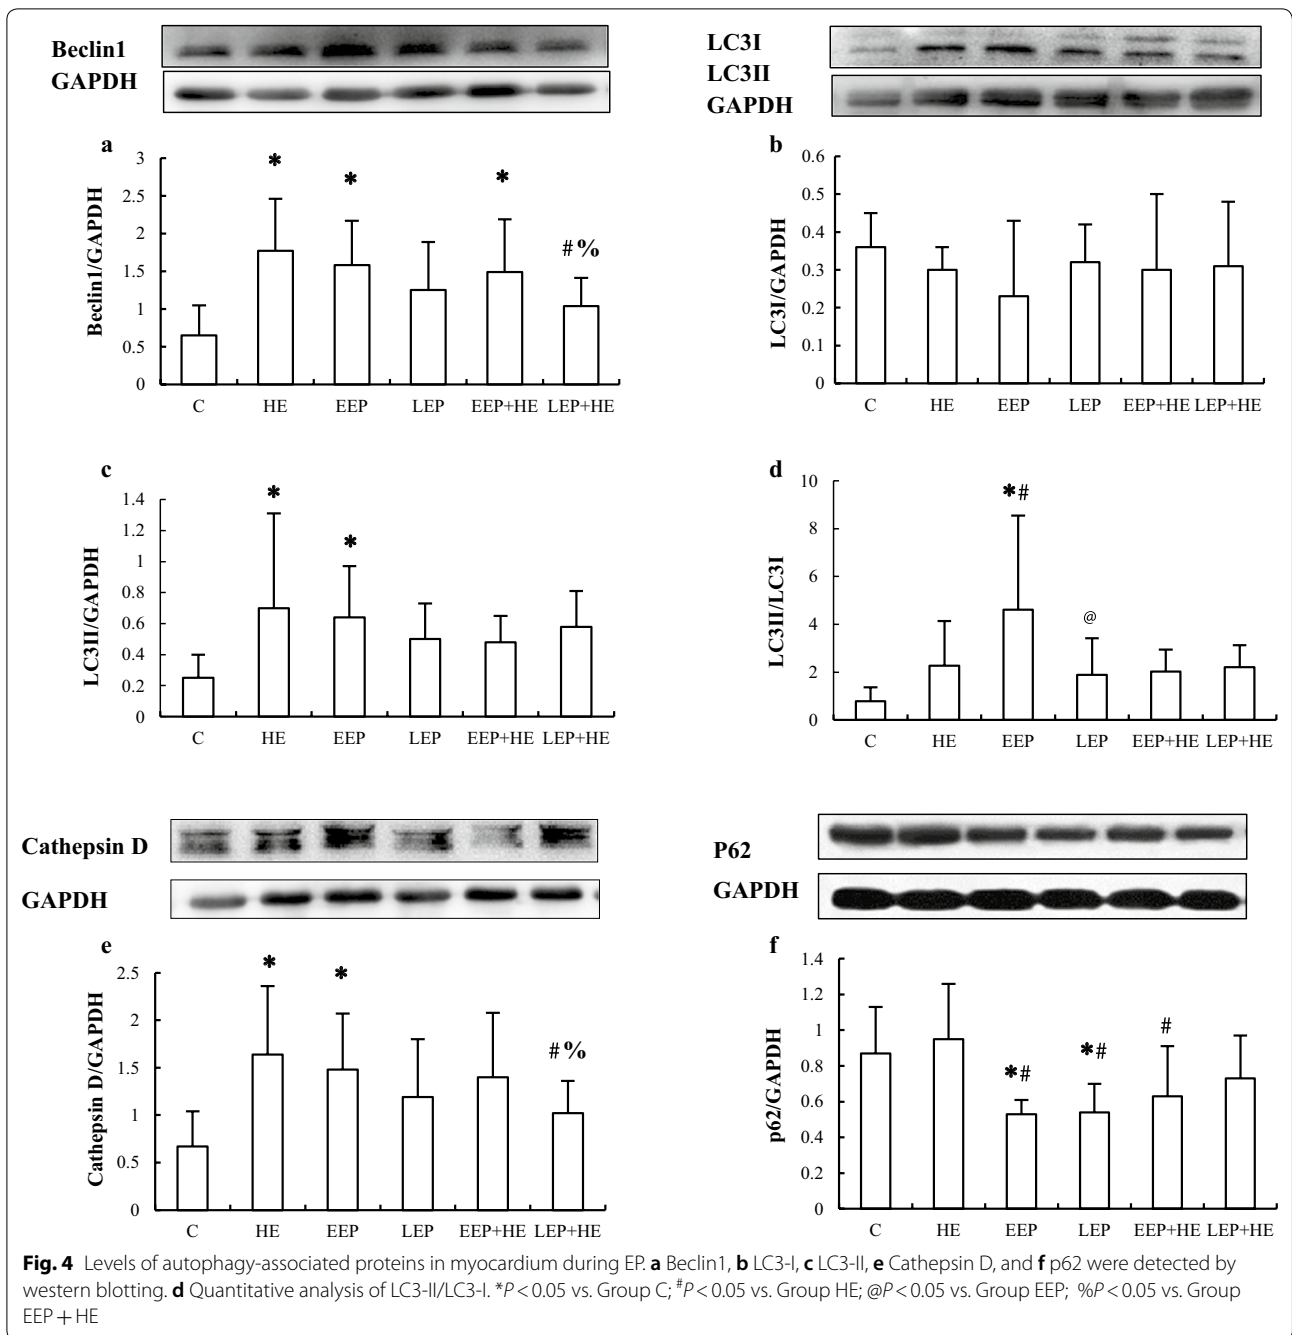 Beclin1
GAPDH
LC3I
LC3II
GAPDH
a
3
2.5
2
1.5
1
0.5
0
Beclin1/GAPDH
*
*
*
#%
C HE EEP LEP EEP+HE LEP+HE
b
0.6
0.5
0.4
0.3
0.2
0.1
0
LC3I/GAPDH
C HE EEP LEP EEP+HE LEP+HE
c
1.4
1.2
1
0.8
0.6
0.4
0.2
0
LC3II/GAPDH
*
*
C HE EEP LEP EEP+HE LEP+HE
d
10
8
6
4
2
0
LC3II/LC3I
*#
@
C HE EEP LEP EEP+HE LEP+HE
Cathepsin D
GAPDH
P62
GAPDH
e
2.5
2
1.5
1
0.5
0
Cathepsin D/GAPDH
*
*
#%
C HE EEP LEP EEP+HE LEP+HE
f
1.4
1.2
1
0.8
0.6
0.4
0.2
0
p62/GAPDH
*#
*#
#
C HE EEP LEP EEP+HE LEP+HE
Fig. 4 Levels of autophagy-associated proteins in myocardium during EP. a Beclin1, b LC3-I, c LC3-II, e Cathepsin D, and f p62 were detected by
western blotting. d Quantitative analysis of LC3-II/LC3-I. *P < 0.05 vs. Group C; #P < 0.05 vs. Group HE; @P < 0.05 vs. Group EEP; %P < 0.05 vs. Group
EEP + HE